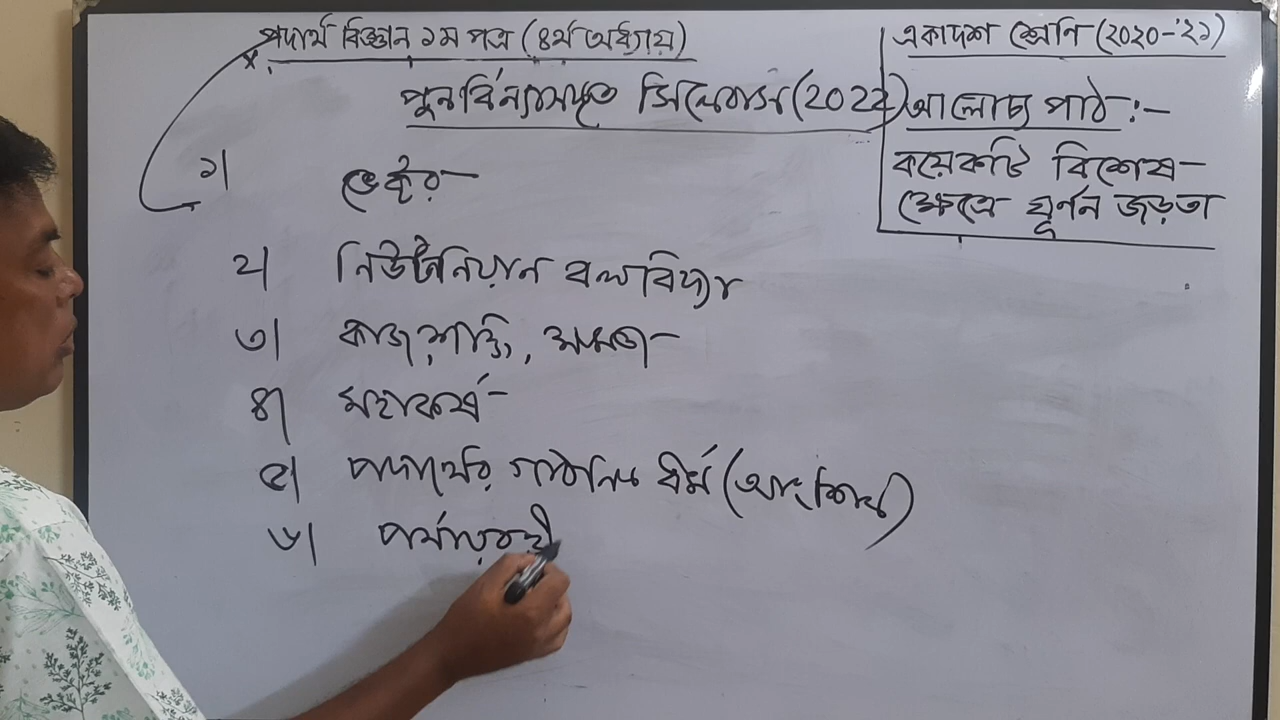 পদার্থ বিজ্ঞান ১ম পত্র (৪র্থ অধ্যায়)
পুনর্বিন্যাসকৃত সিলেবাস (২০২২)
১| ভেক্টর-
২| নিউটনিয়ান বলবিদ্যা
৩| কাজ, শক্তি, ক্ষমতা-
৪| মহাকর্ষ-
৫| পদার্থের গাঠনিক ধর্ম (আংশিক)
৬| পর্যাবৃ
একাদশ শ্রেণি (২০২০-'২১)
আলোচ্য পাঠ :-
কয়েকটি বিশেষ-
ক্ষেত্রে ঘূর্ণন জড়তা